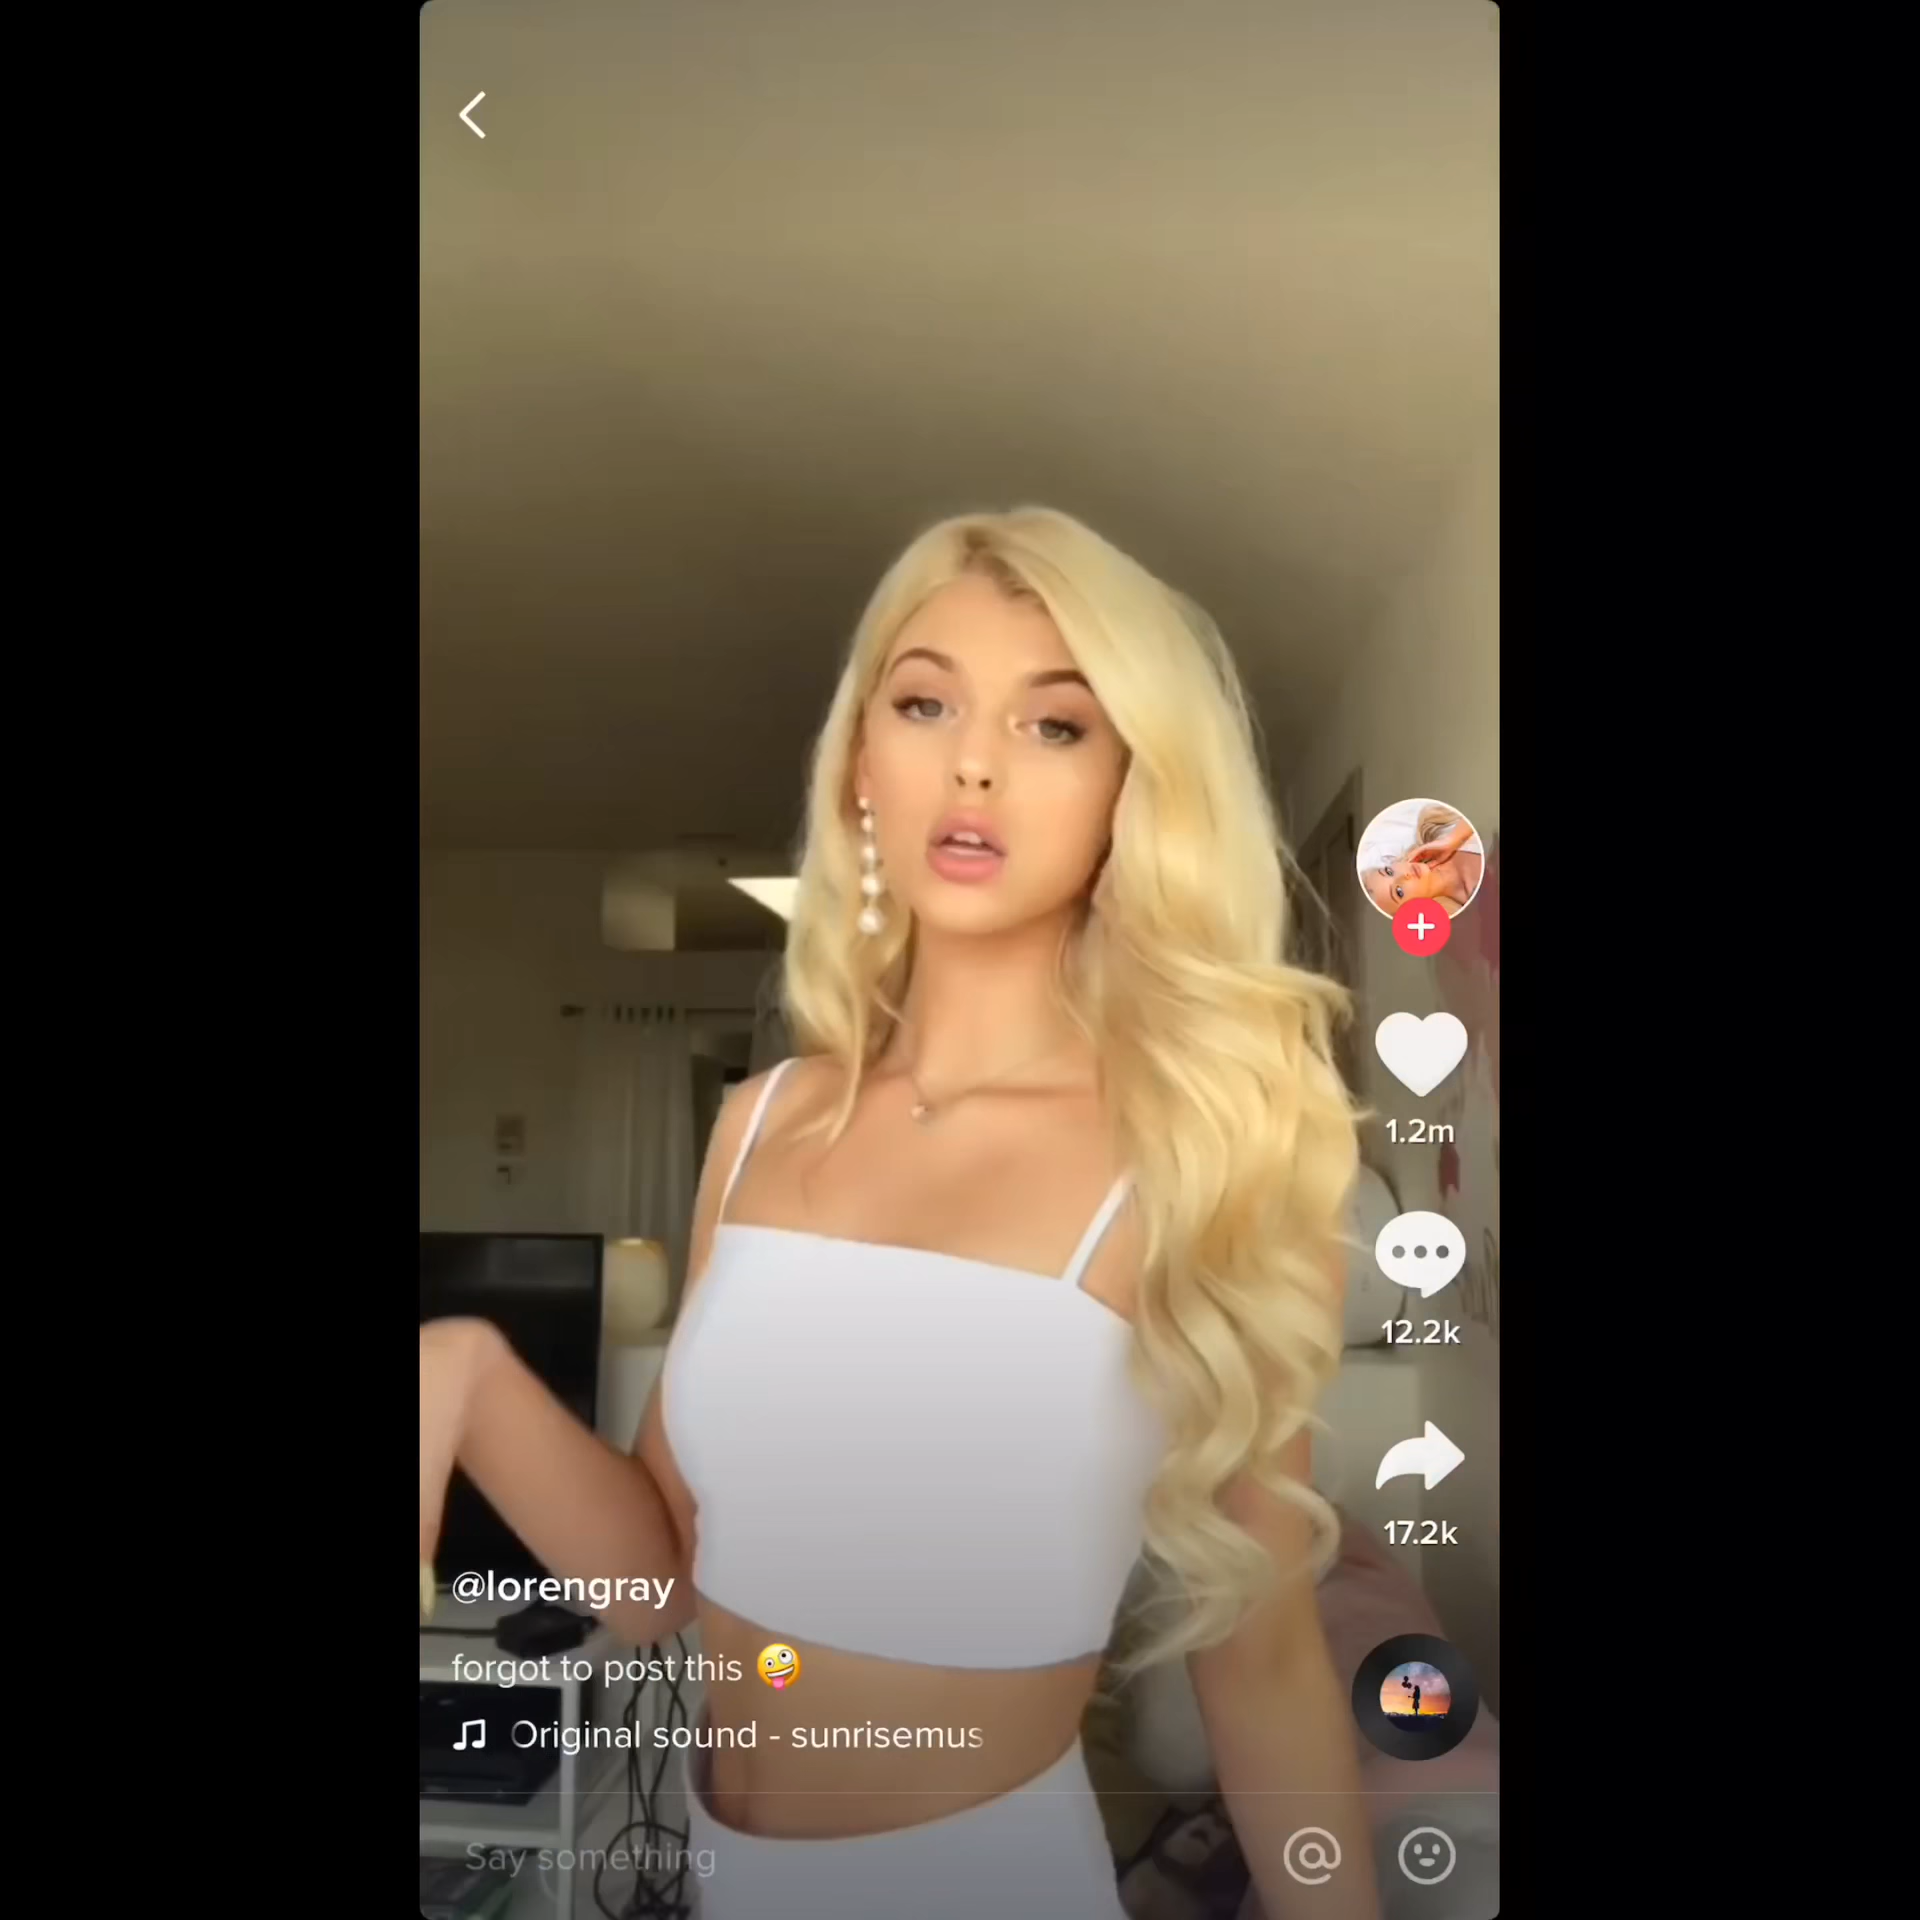 1.2m
12.2k
17.2k
@lorengray
forgot to post this 🤪
Original sound - sunrisemus
Say something